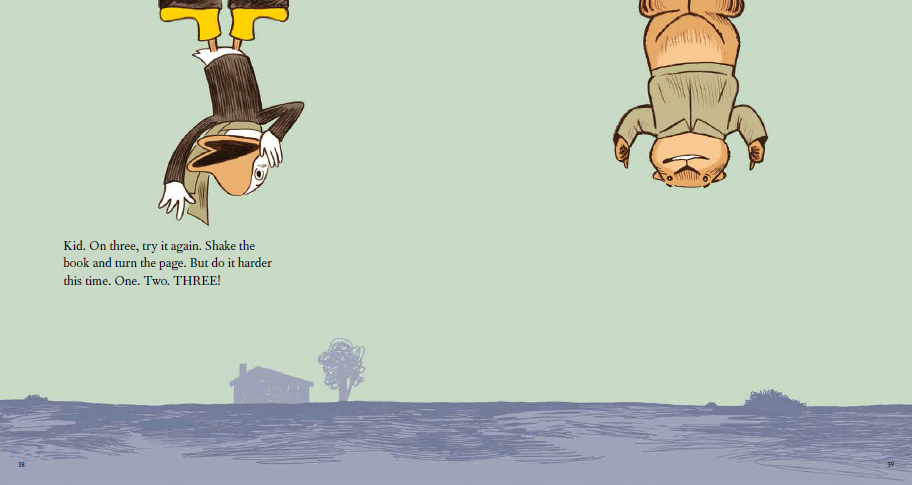 Kid. On three, try it again. Shake the
book and turn the page. But do it harder
this time. One. Two. THREE!
38
39